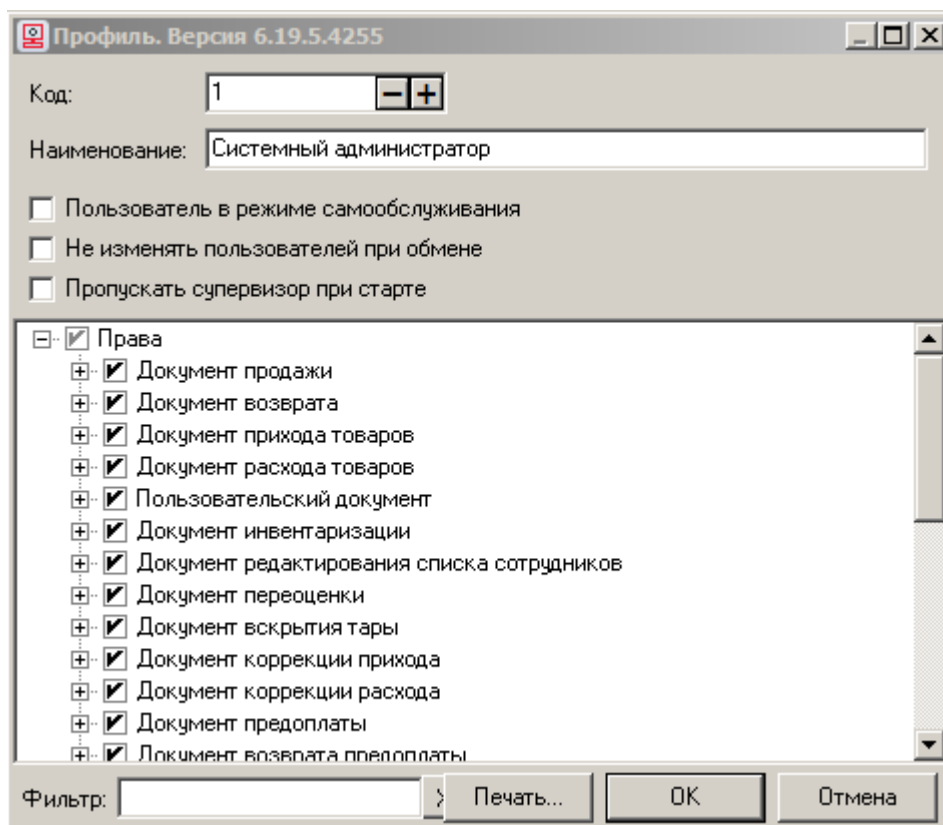 Профиль. Версия 6.19.5.4255
Код: 1
Наименование: Системный администратор
Пользователь в режиме самообслуживания
Не изменять пользователей при обмене
Пропускать супервизор при старте
Права
Документ продажи
Документ возврата
Документ прихода товаров
Документ расхода товаров
Пользовательский документ
Документ инвентаризации
Документ редактирования списка сотрудников
Документ переоценки
Документ вскрытия тары
Документ коррекции прихода
Документ коррекции расхода
Документ предоплаты
Документ возврата предоплаты
Фильтр: Печать... OK Отмена